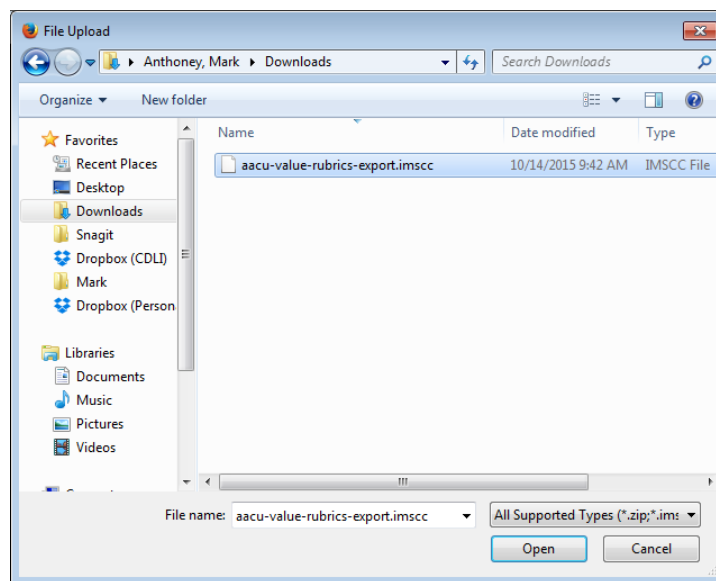 File Upload
Anthoney, Mark Downloads
Search Downloads
Organize
New folder
Name
Date modified
Type
aacu-value-rubrics-export.imscc
10/14/2015 9:42 AM
IMSCC File
Favorites
Recent Places
Desktop
Downloads
Snagit
Dropbox (CDLI)
Mark
Dropbox (Person
Libraries
Documents
Music
Pictures
Videos
File name:
aacu-value-rubrics-export.imscc
All Supported Types (*.zip;*.ims
Open
Cancel